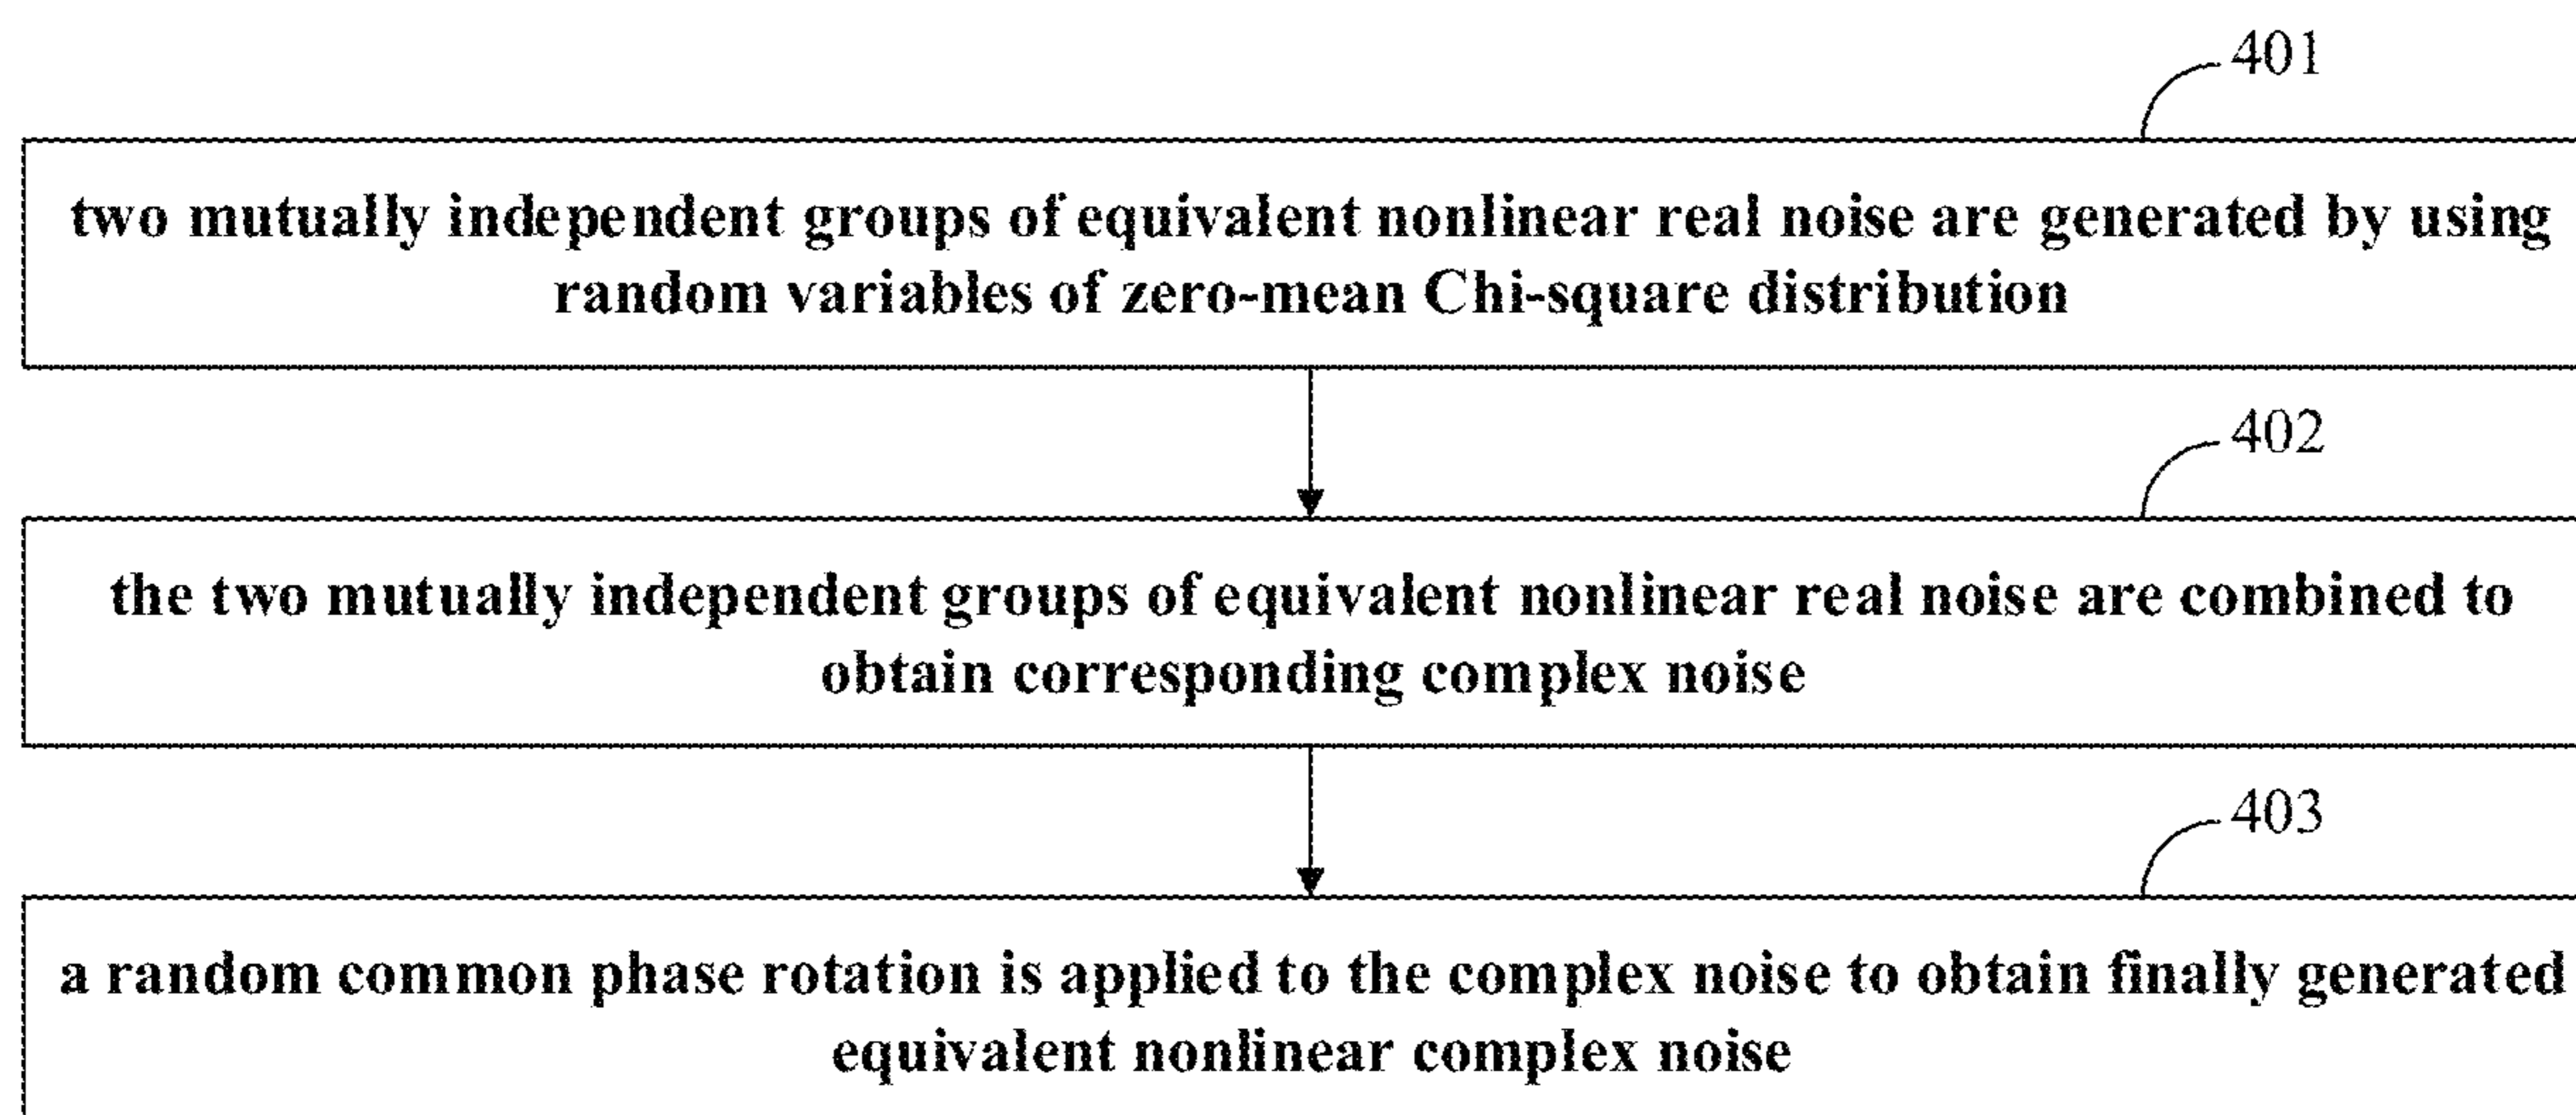 401
two mutually independent groups of equivalent nonlinear real noise are generated by using
random variables of zero-mean Chi-square distribution
402
the two mutually independent groups of equivalent nonlinear real noise are combined to
obtain corresponding complex noise
403
a random common phase rotation is applied to the complex noise to obtain finally generated
equivalent nonlinear complex noise